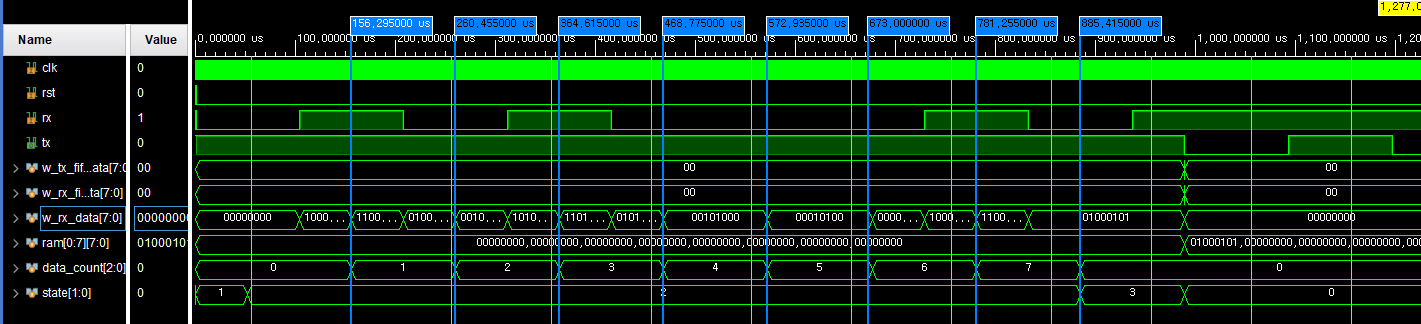 1,277,0
156,295000 us 260,455000 us 364,615000 us 468,775000 us 572,935000 us 673,000000 us 781,255000 us 885,415000 us
Name Value
0,000000 us 100,000000 us 200,000000 us 300,000000 us 400,000000 us 500,000000 us 600,000000 us 700,000000 us 800,000000 us 900,000000 us 1,000,000000 us 1,100,000000 us 1,20
clk 0
rst 0
rx 1
tx 0
w_tx_fif...ata[7:0 00 00 00
w_rx_fi...ta[7:0] 00 00 00
w_rx_data[7:0] 00000000 00000000 1000... 1100... 0100... 0010... 1010... 1101... 0101... 00101000 00010100 0000... 1000... 1100... 01000101 00000000
ram[0:7][7:0] 01000101 00000000,00000000,00000000,00000000,00000000,00000000,00000000,00000000 01000101,00000000,00000000,00000000,
data_count[2:0] 0 0 1 2 3 4 5 6 7 0
state[1:0] 0 1 2 3 0